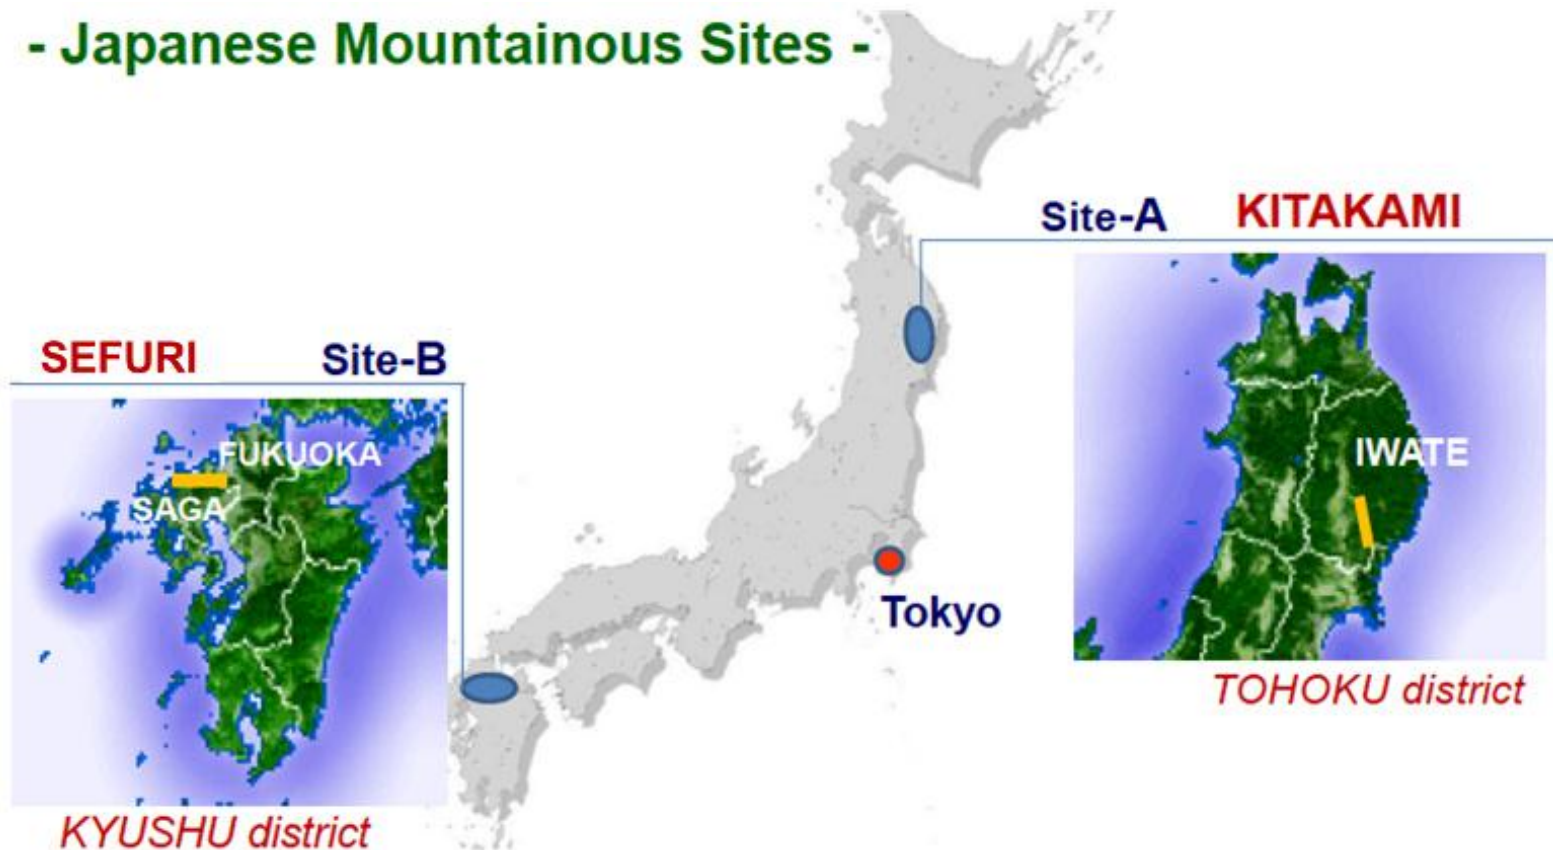 - Japanese Mountainous Sites -
Site-A KITAKAMI
SEFURI Site-B
FUKUOKA
SAGA
IWATE
Tokyo
TOHOKU district
KYUSHU district